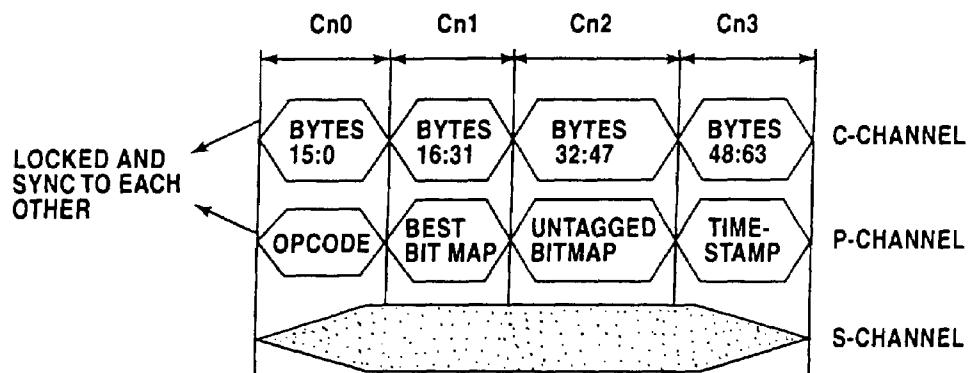 Cn0 Cn1 Cn2 Cn3
BYTES 15:0
BYTES 16:31
BYTES 32:47
BYTES 48:63
C-CHANNEL
LOCKED AND
SYNC TO EACH
OTHER
OPCODE
BEST
BIT MAP
UNTAGGED
BITMAP
TIME-
STAMP
P-CHANNEL
S-CHANNEL